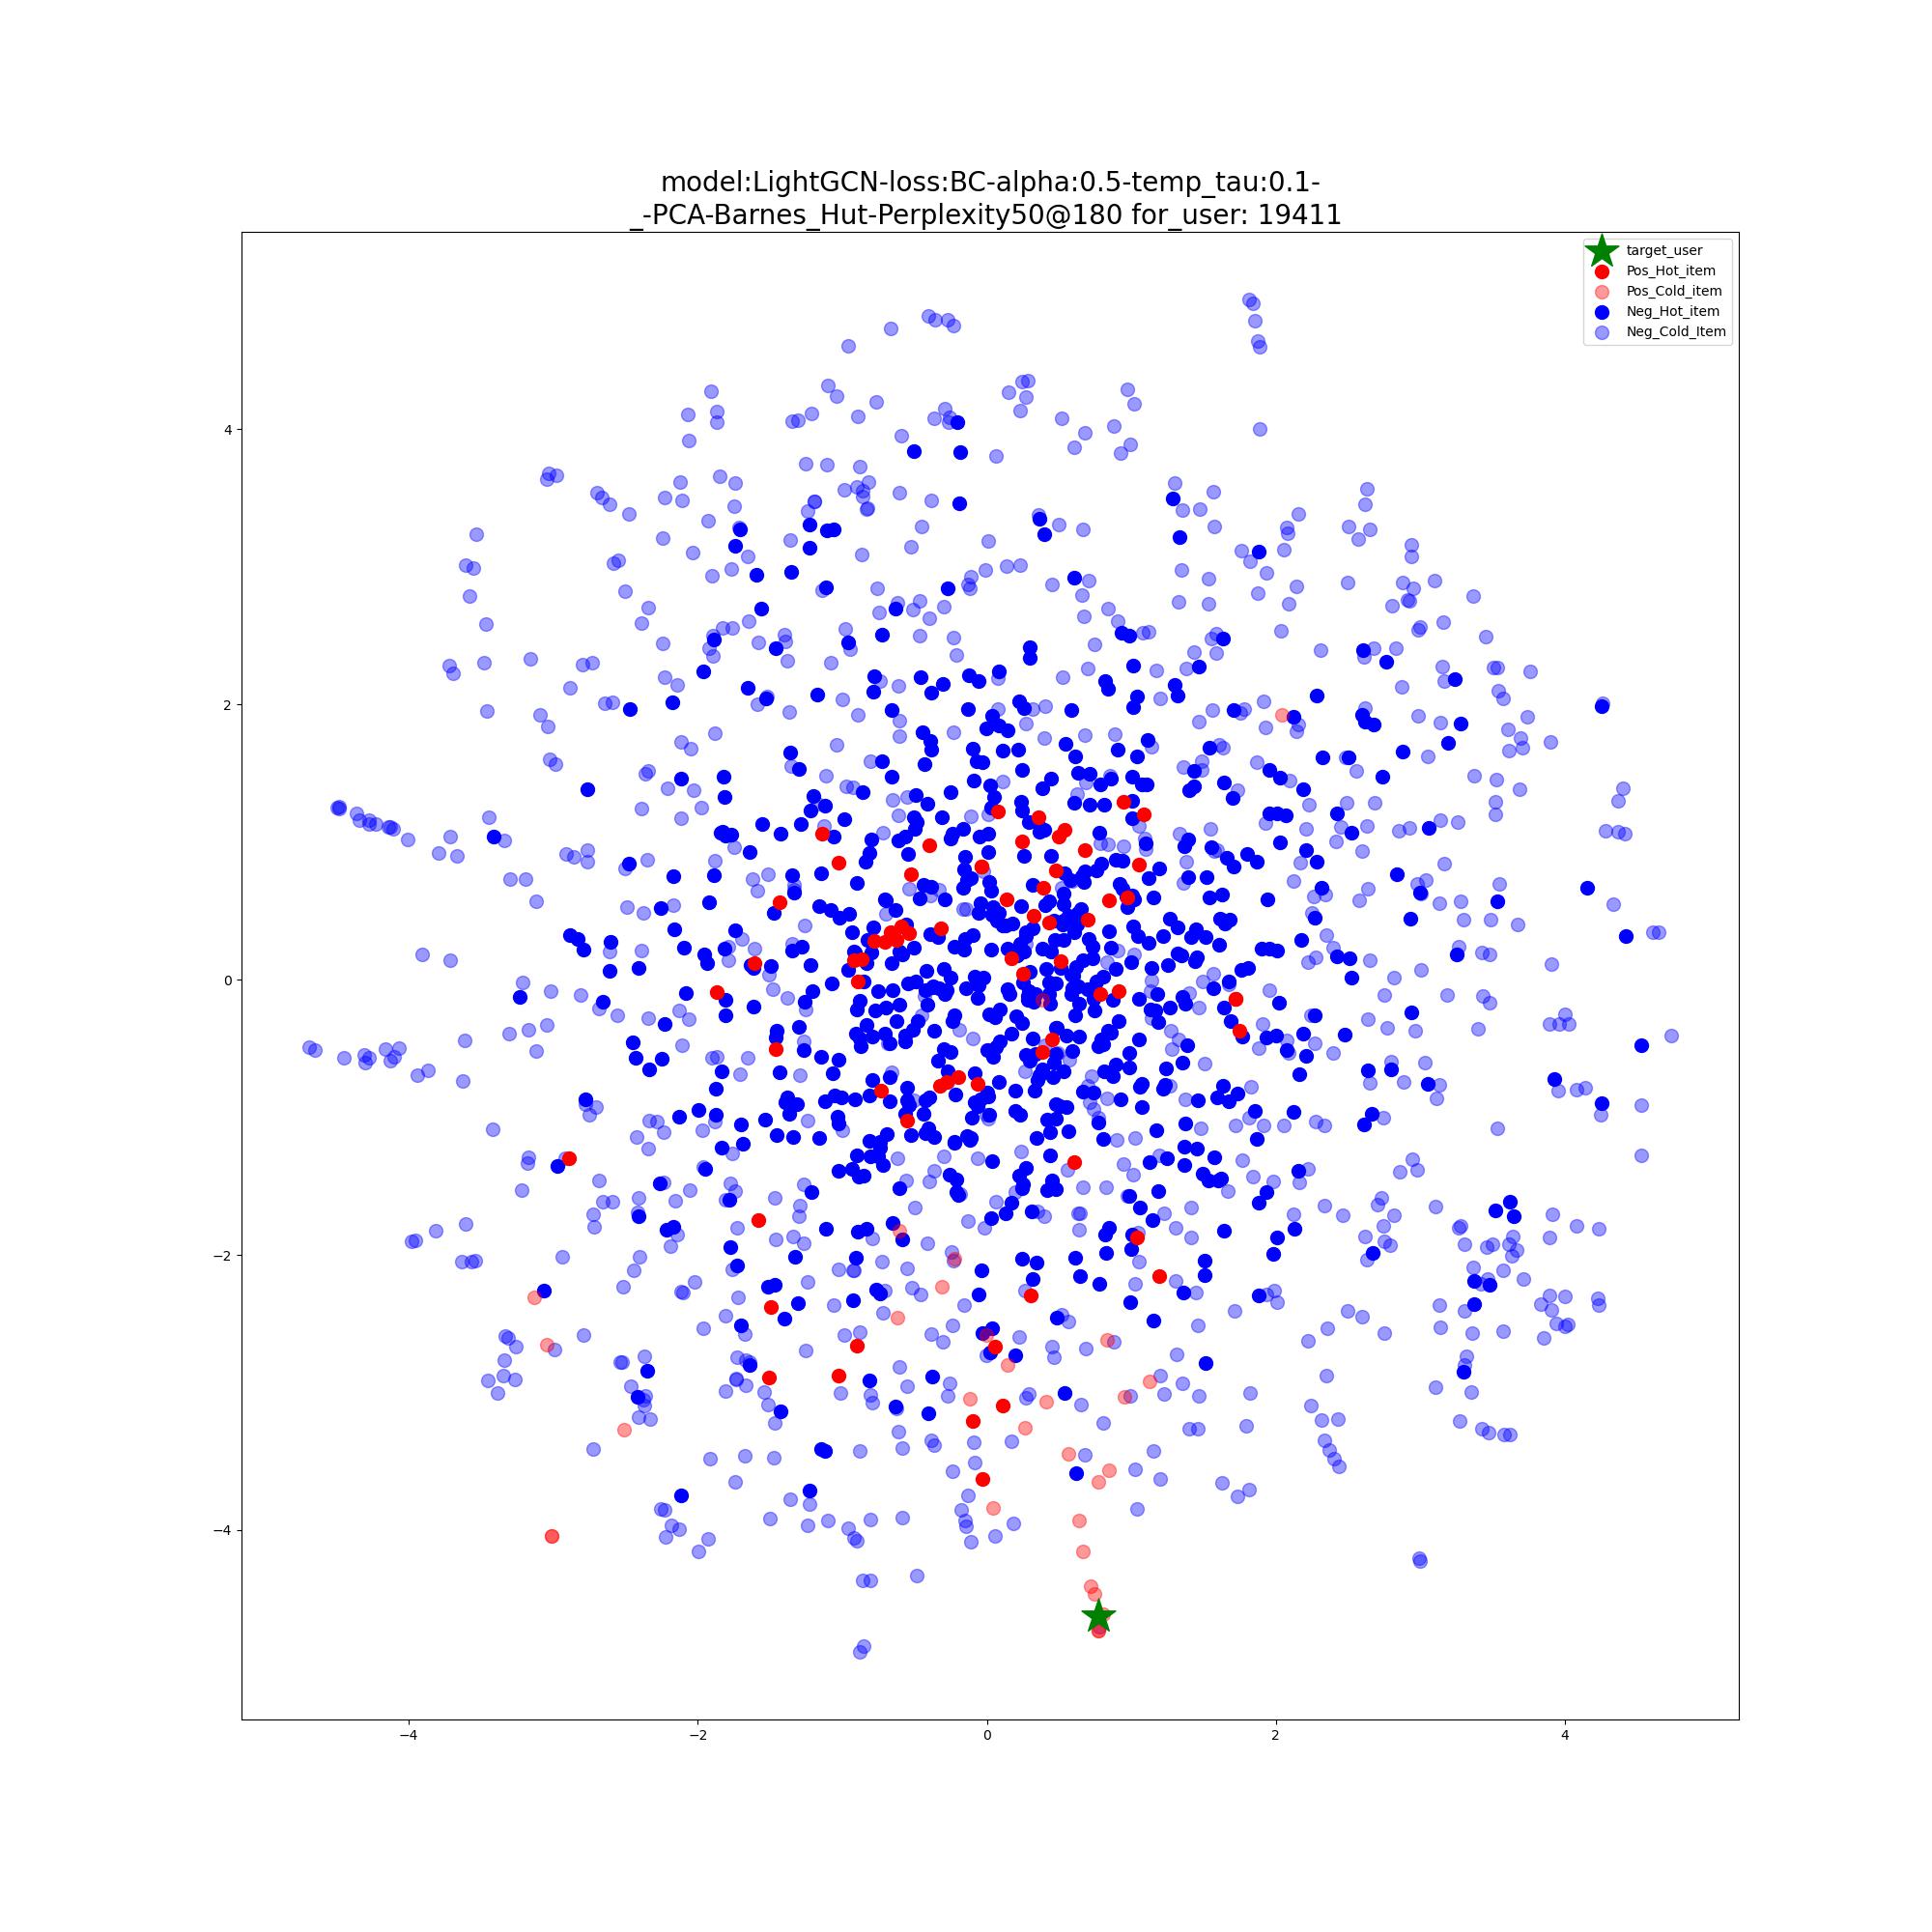 model:LightGCN-loss:BC-alpha:0.5-temp_tau:0.1-
_-PCA-Barnes_Hut-Perplexity50@180 for_user: 19411
target_user
Pos_Hot_item
Pos_Cold_item
Neg_Hot_item
Neg_Cold_Item
4
2
0
−2
−4
−4
−2
0
2
4